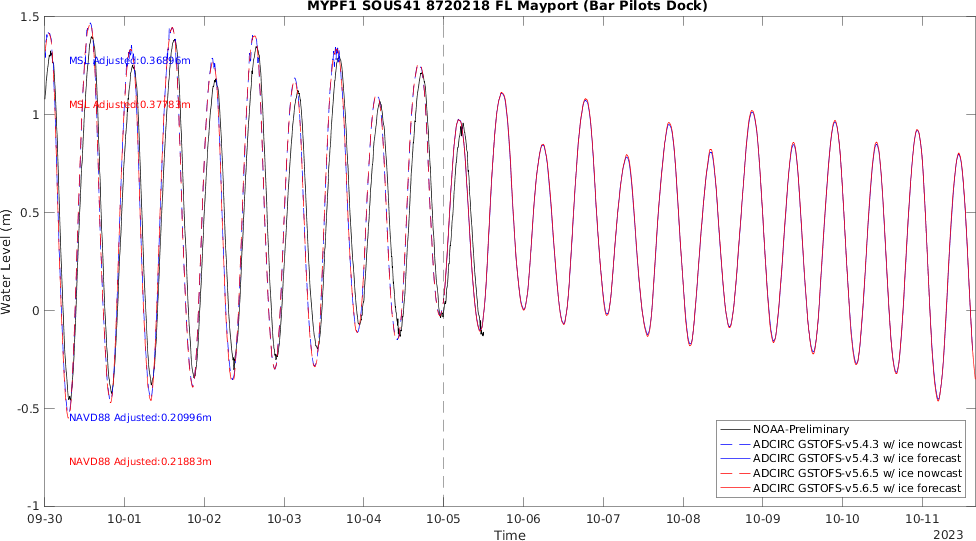 MYPF1 SOUS41 8720218 FL Mayport (Bar Pilots Dock)
1.5
MSL Adjusted:0.36896m
MSL Adjusted:0.37783m
1
0.5
Water Level (m)
0
-0.5
NAVD88 Adjusted:0.20996m
NAVD88 Adjusted:0.21883m
NOAA-Preliminary
ADCIRC GSTOFS-v5.4.3 w/ ice nowcast
ADCIRC GSTOFS-v5.4.3 w/ ice forecast
ADCIRC GSTOFS-v5.6.5 w/ ice nowcast
ADCIRC GSTOFS-v5.6.5 w/ ice forecast
-1
09-30 10-01 10-02 10-03 10-04 10-05 10-06 10-07 10-08 10-09 10-10 10-11
Time
2023